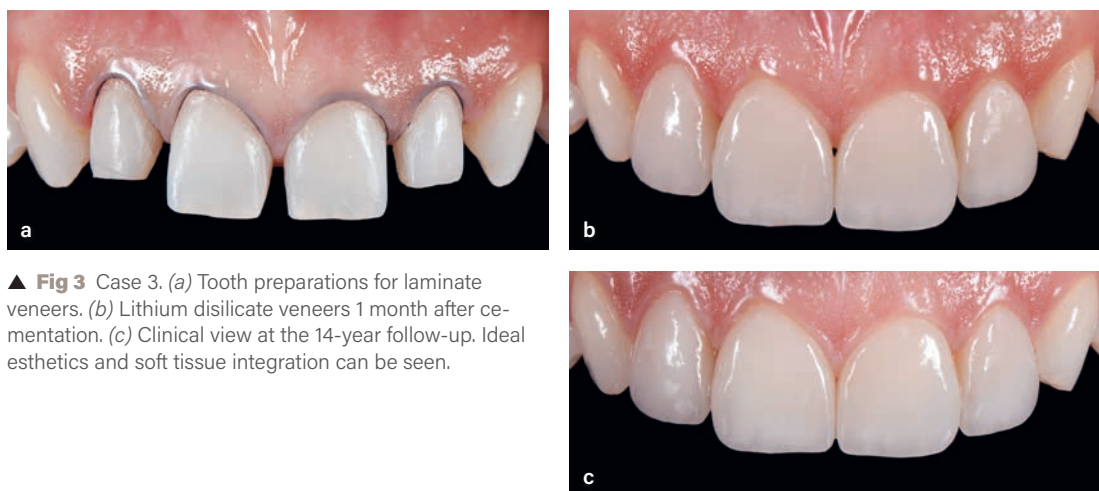 a
b
▲ Fig 3 Case 3. (a) Tooth preparations for laminate
veneers. (b) Lithium disilicate veneers 1 month after ce-
mentation. (c) Clinical view at the 14-year follow-up. Ideal
esthetics and soft tissue integration can be seen.
c